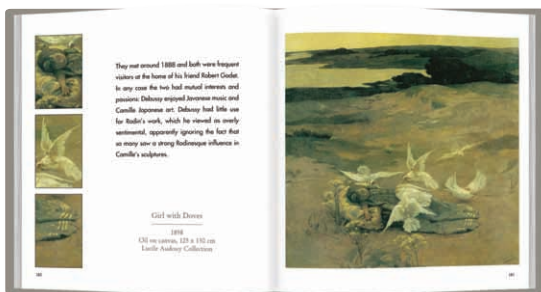 They met around 1888 and both were frequent
visitors at the home of his friend Robert Godet.
In any case the two had mutual interests and
passions: Debussy enjoyed Javanese music and
Camille Japanese art. Debussy had little use
for Rodin's work, which he viewed as overly
sentimental, apparently ignoring the fact that
so many saw a strong Rodinesque influence in
Camille's sculptures.
Girl with Doves
1898
Oil on canvas, 125 x 132 cm
Lucile Audouy Collection